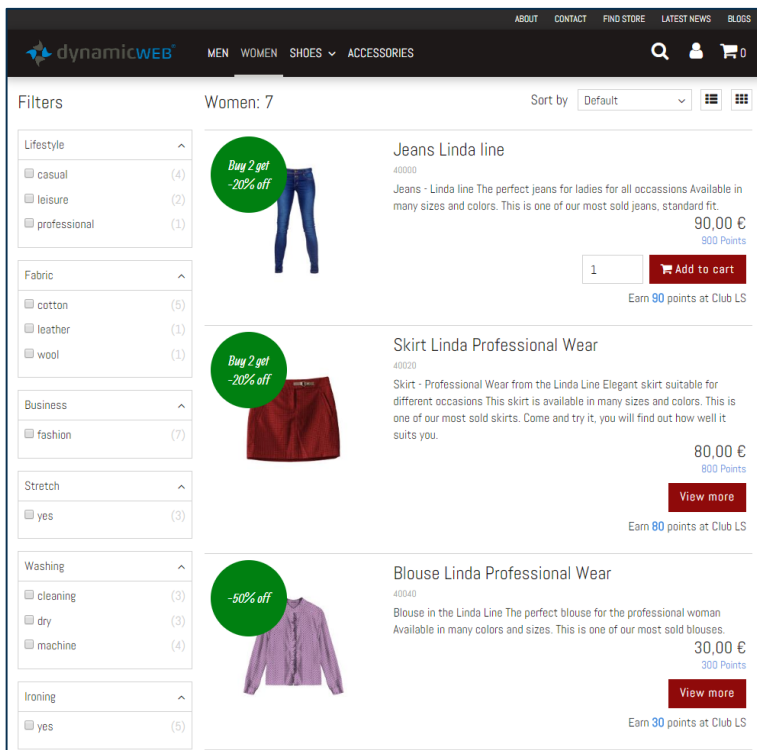 ABOUT CONTACT FIND STORE LATEST NEWS BLOGS
dynamicWEB® MEN WOMEN SHOES ACCESSORIES 0
Filters
Lifestyle
casual (4)
leisure (2)
professional (1)
Fabric
cotton (5)
leather (1)
wool (1)
Business
fashion (7)
Stretch
yes (3)
Washing
cleaning (3)
dry (3)
machine (4)
Ironing
yes (5)
Women: 7 Sort by Default
Buy 2 get
-20% off
Jeans Linda line
40000
Jeans - Linda line The perfect jeans for ladies for all occassions Available in
many sizes and colors. This is one of our most sold jeans, standard fit.
90,00 €
900 Points
1 Add to cart
Earn 90 points at Club LS
Buy 2 get
-20% off
Skirt Linda Professional Wear
40020
Skirt - Professional Wear from the Linda Line Elegant skirt suitable for
different occasions This skirt is available in many sizes and colors. This is
one of our most sold skirts. Come and try it, you will find out how well it
suits you.
80,00 €
800 Points
View more
Earn 80 points at Club LS
-50% off
Blouse Linda Professional Wear
40040
Blouse in the Linda Line The perfect blouse for the professional woman
Available in many colors and sizes. This is one of our most sold blouses.
30,00 €
300 Points
View more
Earn 30 points at Club LS